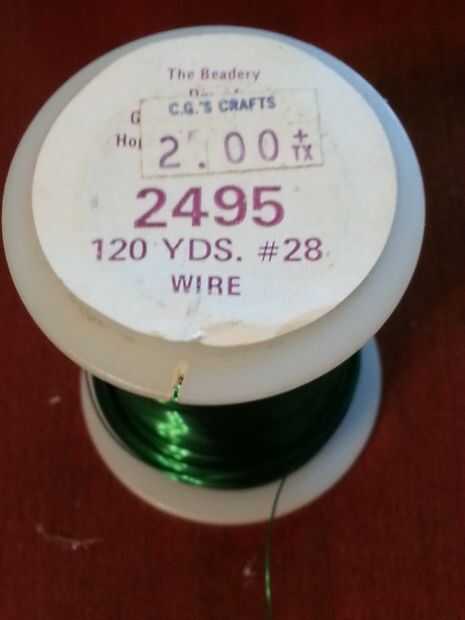 The Beadery
C.G.'S CRAFTS
2.00 + TX
2495
120 YDS. #28
WIRE